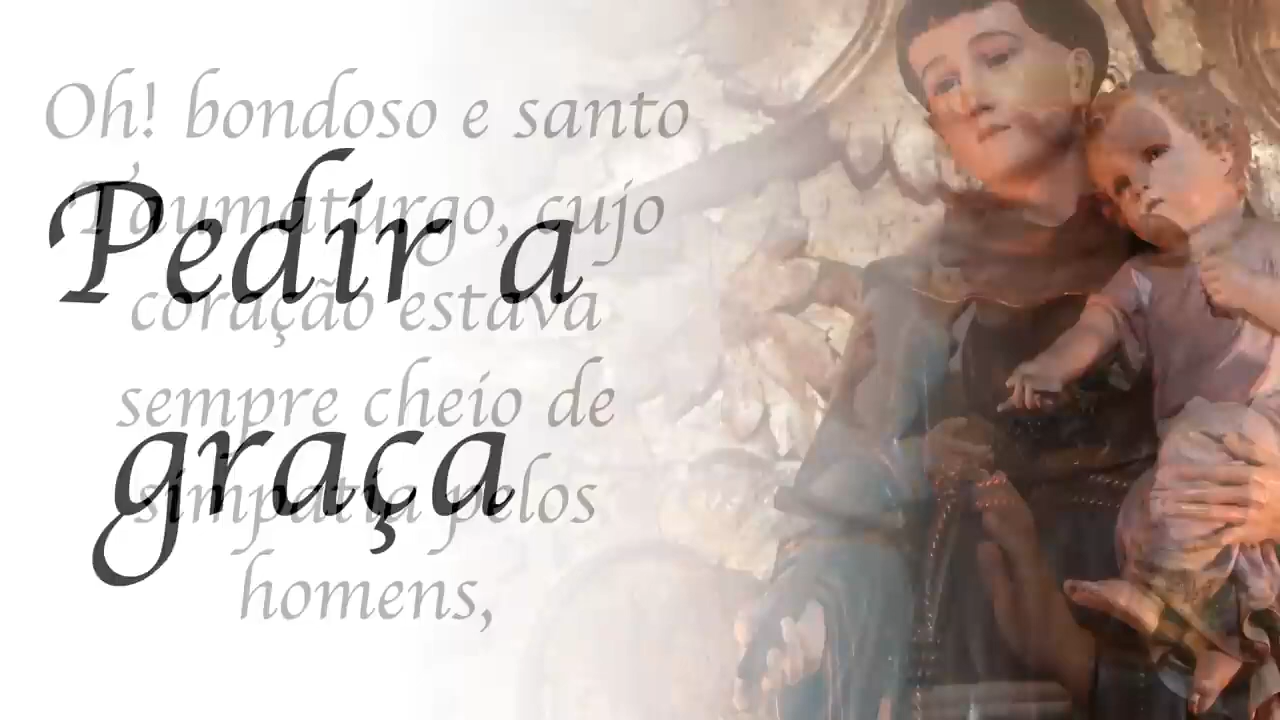 Oh! bondoso e santo
Taumaturgo, cujo
coração estava
sempre cheio de
simpatia pelos
homens,
Pedir a
graça